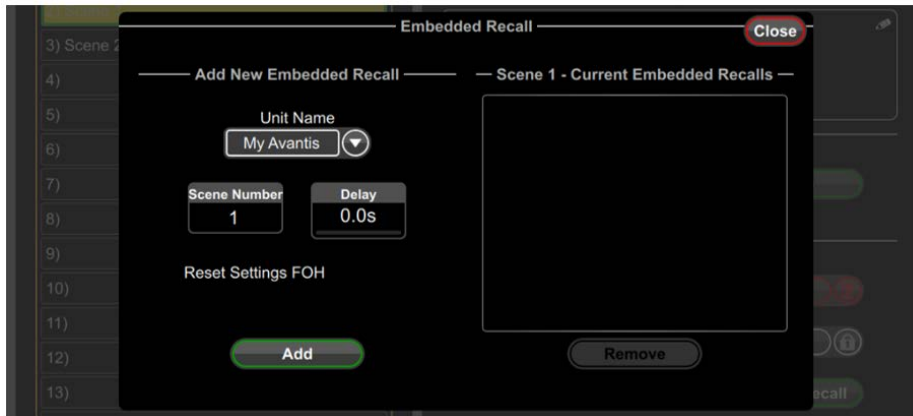 Embedded Recall
Close
3) Scene 2
4)
5)
6)
7)
8)
9)
10)
11)
12)
13)
Add New Embedded Recall
Unit Name
My Avantis
Scene Number
1
Delay
0.0s
Reset Settings FOH
Add
Scene 1 - Current Embedded Recalls
Remove
ecall